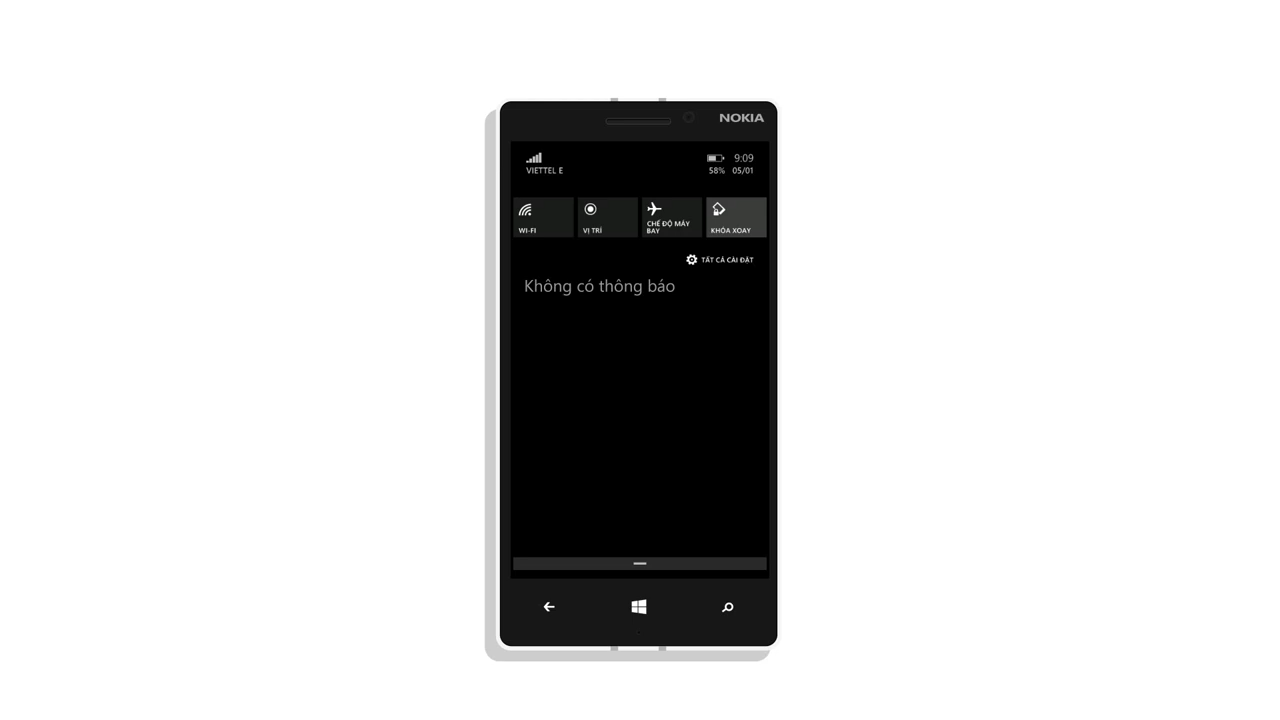 NOKIA
9:09
VIETTEL E
58% 05/01
WI-FI
VỊ TRÍ
CHẾ ĐỘ MÁY
BAY
KHÓA XOAY
TẤT CẢ CÀI ĐẶT
Không có thông báo